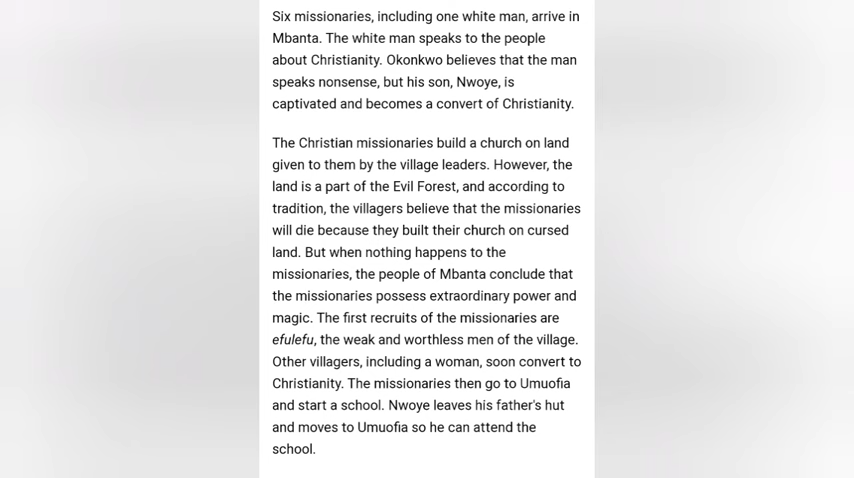 Six missionaries, including one white man, arrive in
Mbanta. The white man speaks to the people
about Christianity. Okonkwo believes that the man
speaks nonsense, but his son, Nwoye, is
captivated and becomes a convert of Christianity.
The Christian missionaries build a church on land
given to them by the village leaders. However, the
land is a part of the Evil Forest, and according to
tradition, the villagers believe that the missionaries
will die because they built their church on cursed
land. But when nothing happens to the
missionaries, the people of Mbanta conclude that
the missionaries possess extraordinary power and
magic. The first recruits of the missionaries are
efulefu, the weak and worthless men of the village.
Other villagers, including a woman, soon convert to
Christianity. The missionaries then go to Umuofia
and start a school. Nwoye leaves his father's hut
and moves to Umuofia so he can attend the
school.